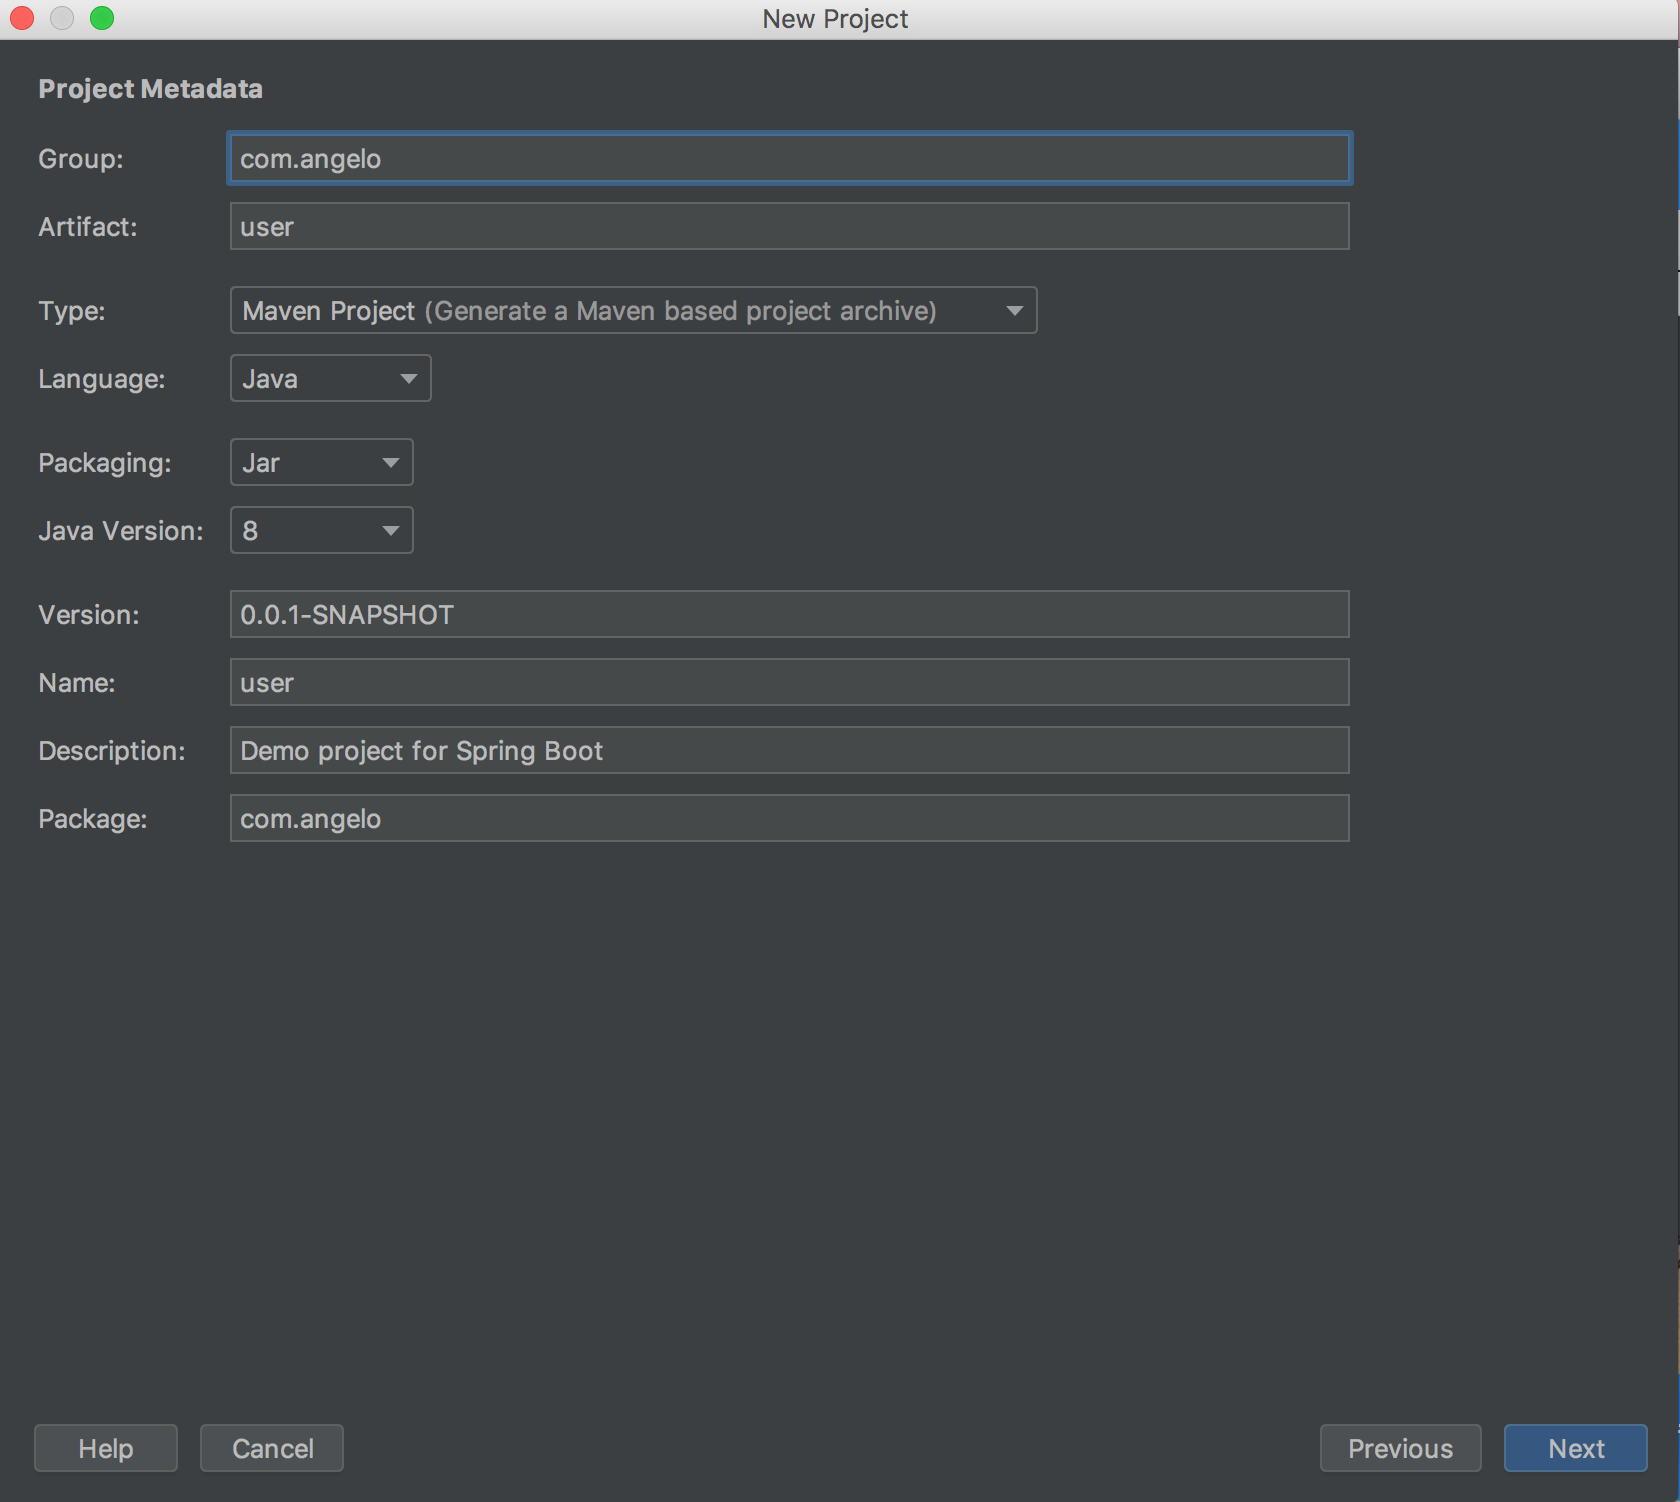 New Project
Project Metadata
Group: com.angelo
Artifact: user
Type: Maven Project (Generate a Maven based project archive)
Language: Java
Packaging: Jar
Java Version: 8
Version: 0.0.1-SNAPSHOT
Name: user
Description: Demo project for Spring Boot
Package: com.angelo
Help Cancel Previous Next